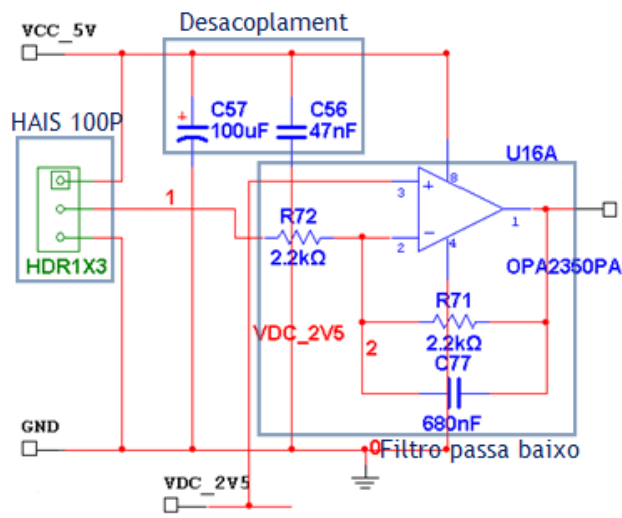 Desacoplament
VCC_5V
C57
100uF
C56
47nF
+
HAIS 100P
U16A
8
3
+
1
R72
1
2
−
4
2.2kΩ
OPA2350PA
HDR1X3
R71
VDC_2V5
2.2kΩ
2
C77
680nF
GND
0
Filtro passa baixo
VDC_2V5